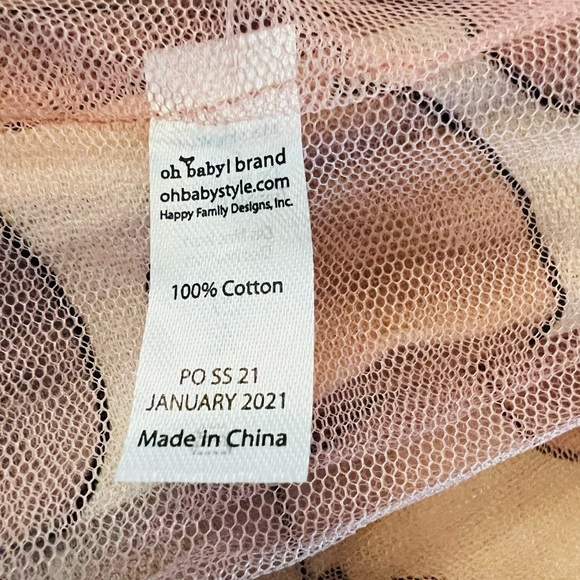 oh baby! brand
ohbabystyle.com
Happy Family Designs, Inc.
100% Cotton
PO SS 21
JANUARY 2021
Made in China